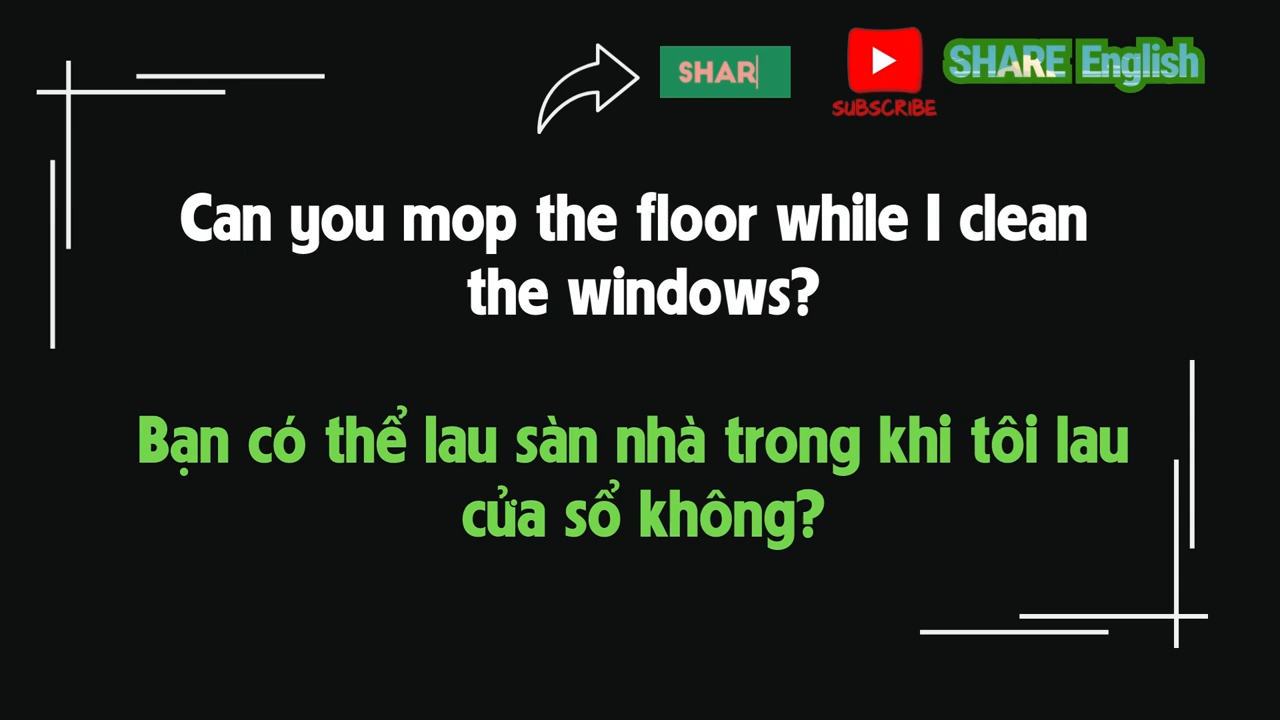 SHAR
SUBSCRIBE
SHARE English
Can you mop the floor while I clean
the windows?
Bạn có thể lau sàn nhà trong khi tôi lau
cửa sổ không?